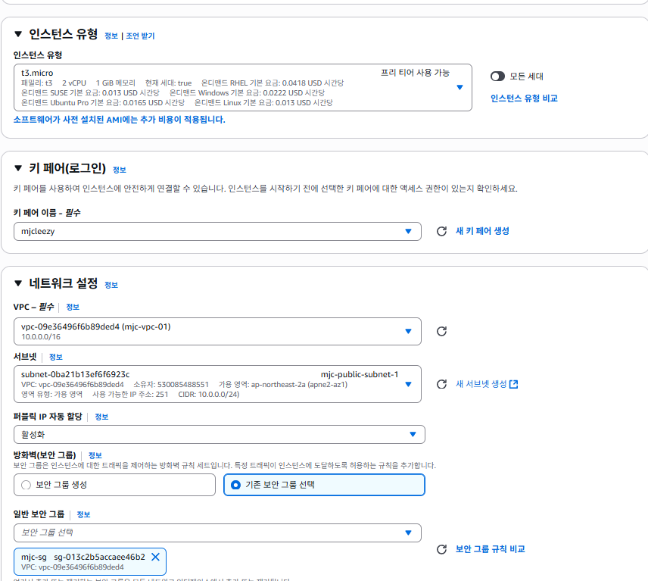 ▼ 인스턴스 유형 정보 | 조언 받기
인스턴스 유형
t3.micro 프리 티어 사용 가능
패밀리: t3 2 vCPU 1 GiB 메모리 현재 세대: true 온디맨드 RHEL 기본 요금: 0.0418 USD 시간당
온디맨드 SUSE 기본 요금: 0.013 USD 시간당 온디맨드 Windows 기본 요금: 0.0222 USD 시간당
온디맨드 Ubuntu Pro 기본 요금: 0.0165 USD 시간당 온디맨드 Linux 기본 요금: 0.013 USD 시간당
모든 세대
인스턴스 유형 비교
소프트웨어가 사전 설치된 AMI에는 추가 비용이 적용됩니다.
▼ 키 페어(로그인) 정보
키 페어를 사용하여 인스턴스에 안전하게 연결할 수 있습니다. 인스턴스를 시작하기 전에 선택한 키 페어에 대한 액세스 권한이 있는지 확인하세요.
키 페어 이름 - 필수
mjcleezy
새 키 페어 생성
▼ 네트워크 설정 정보
VPC – 필수 | 정보
vpc-09e36496f6b89ded4 (mjc-vpc-01)
10.0.0.0/16
서브넷 | 정보
subnet-0ba21b13ef6f6923c mjc-public-subnet-1
VPC: vpc-09e36496f6b89ded4 소유자: 530085488551 가용 영역: ap-northeast-2a (apne2-az1)
영역 유형: 가용 영역 사용 가능한 IP 주소: 251 CIDR: 10.0.0.0/24)
새 서브넷 생성
퍼블릭 IP 자동 할당 | 정보
활성화
방화벽(보안 그룹) | 정보
보안 그룹은 인스턴스에 대한 트래픽을 제어하는 방화벽 규칙 세트입니다. 특정 트래픽이 인스턴스에 도달하도록 허용하는 규칙을 추가합니다.
보안 그룹 생성
기존 보안 그룹 선택
일반 보안 그룹 | 정보
보안 그룹 선택
보안 그룹 규칙 비교
mjc-sg sg-013c2b5accaee46b2
VPC: vpc-09e36496f6b89ded4